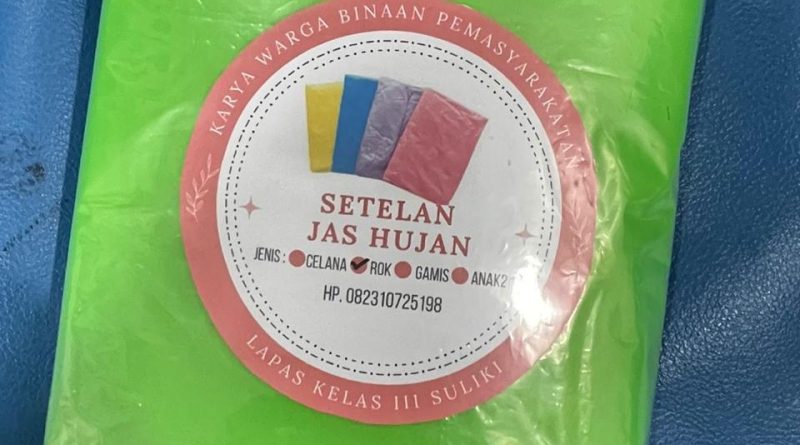 KARYA WARGA BINAAN PEMASYARAKATAN
SETELAN
JAS HUJAN
JENIS : CELANA ROK GAMIS ANAK2
HP. 082310725198
LAPAS KELAS III SULIKI